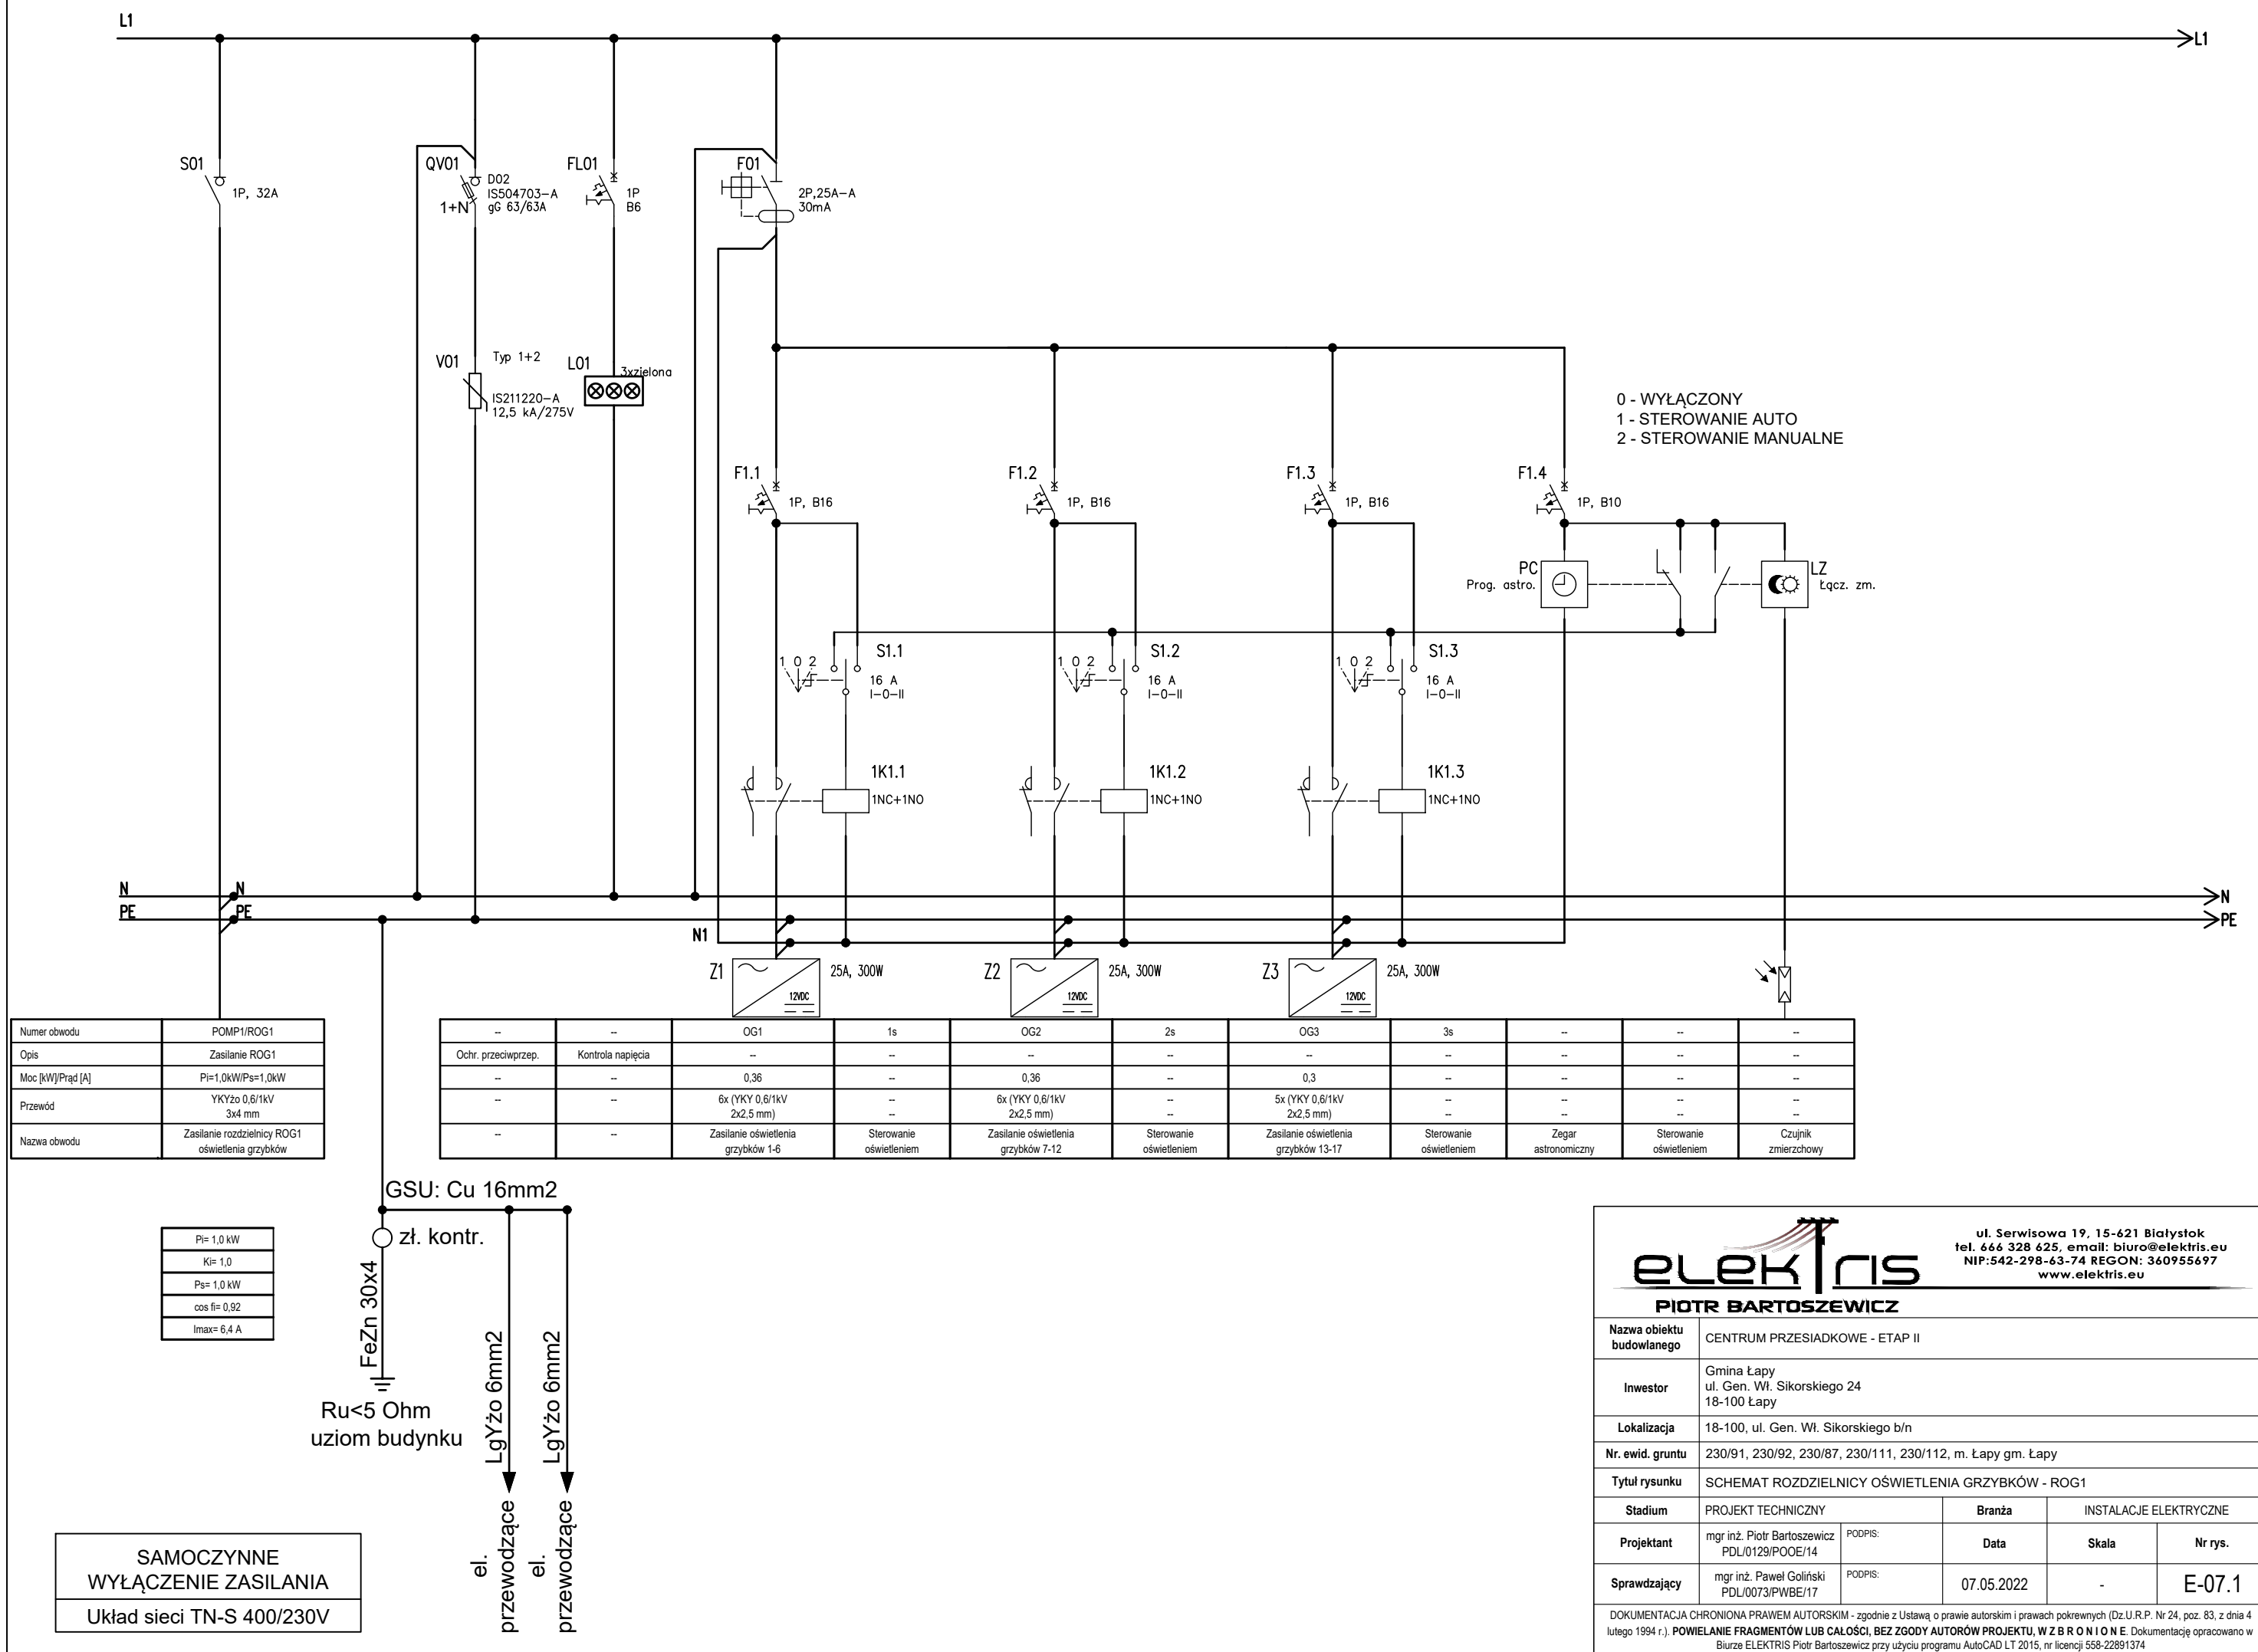 L1
L1
S01
1P, 32A
QV01
D02
IS504703-A
gG 63/63A
1+N
FL01
1P
B6
F01
2P,25A-A
30mA
V01
Typ 1+2
IS211220-A
12,5 kA/275V
L01
3xzielona
0 - WYŁĄCZONY
1 - STEROWANIE AUTO
2 - STEROWANIE MANUALNE
F1.1
1P, B16
F1.2
1P, B16
F1.3
1P, B16
F1.4
1P, B10
PC
Prog. astro.
LZ
Łącz. zm.
1 0 2
S1.1
16 A
I-0-II
1 0 2
S1.2
16 A
I-0-II
1 0 2
S1.3
16 A
I-0-II
1K1.1
1NC+1NO
1K1.2
1NC+1NO
1K1.3
1NC+1NO
N
N
N
PE
PE
PE
N1
Z1
12VDC
25A, 300W
Z2
12VDC
25A, 300W
Z3
12VDC
25A, 300W
Numer obwodu
POMP1/ROG1
Opis
Zasilanie ROG1
Moc [kW]/Prąd [A]
Pi=1,0kW/Ps=1,0kW
Przewód
YKYżo 0,6/1kV
3x4 mm
Nazwa obwodu
Zasilanie rozdzielnicy ROG1
oświetlenia grzybków
-- -- OG1 1s OG2 2s OG3 3s -- -- --
Ochr. przeciwprzep. Kontrola napięcia -- -- -- -- -- -- -- -- --
-- -- 0,36 -- 0,36 -- 0,3 -- -- -- --
-- -- 6x (YKY 0,6/1kV -- 6x (YKY 0,6/1kV -- 5x (YKY 0,6/1kV -- -- -- --
2x2,5 mm) -- 2x2,5 mm) -- 2x2,5 mm) -- -- -- --
-- -- Zasilanie oświetlenia Sterowanie Zasilanie oświetlenia Sterowanie Zasilanie oświetlenia Sterowanie Zegar Sterowanie Czujnik
grzybków 1-6 oświetleniem grzybków 7-12 oświetleniem grzybków 13-17 oświetleniem astronomiczny oświetleniem zmierzchowy
GSU: Cu 16mm2
zł. kontr.
FeZn 30x4
Ru<5 Ohm
uziom budynku
LgYżo 6mm2
el.
przewodzące
LgYżo 6mm2
el.
przewodzące
Pi= 1,0 kW
Ki= 1,0
Ps= 1,0 kW
cos fi= 0,92
Imax= 6,4 A
SAMOCZYNNE
WYŁĄCZENIE ZASILANIA
Układ sieci TN-S 400/230V
elektris
PIOTR BARTOSZEWICZ
ul. Serwisowa 19, 15-621 Białystok
tel. 666 328 625, email: biuro@elektris.eu
NIP:542-298-63-74 REGON: 360955697
www.elektris.eu
Nazwa obiektu
budowlanego
CENTRUM PRZESIADKOWE - ETAP II
Inwestor
Gmina Łapy
ul. Gen. Wł. Sikorskiego 24
18-100 Łapy
Lokalizacja
18-100, ul. Gen. Wł. Sikorskiego b/n
Nr. ewid. gruntu
230/91, 230/92, 230/87, 230/111, 230/112, m. Łapy gm. Łapy
Tytuł rysunku
SCHEMAT ROZDZIELNICY OŚWIETLENIA GRZYBKÓW - ROG1
Stadium
PROJEKT TECHNICZNY
Branża
INSTALACJE ELEKTRYCZNE
Projektant
mgr inż. Piotr Bartoszewicz
PDL/0129/POOE/14
PODPIS:
Data
Skala
Nr rys.
Sprawdzający
mgr inż. Paweł Goliński
PDL/0073/PWBE/17
PODPIS:
07.05.2022
-
E-07.1
DOKUMENTACJA CHRONIONA PRAWEM AUTORSKIM - zgodnie z Ustawą o prawie autorskim i prawach pokrewnych (Dz.U.R.P. Nr 24, poz. 83, z dnia 4
lutego 1994 r.). POWIELANIE FRAGMENTÓW LUB CAŁOŚCI, BEZ ZGODY AUTORÓW PROJEKTU, W Z B R O N I O N E. Dokumentację opracowano w
Biurze ELEKTRIS Piotr Bartoszewicz przy użyciu programu AutoCAD LT 2015, nr licencji 558-22891374